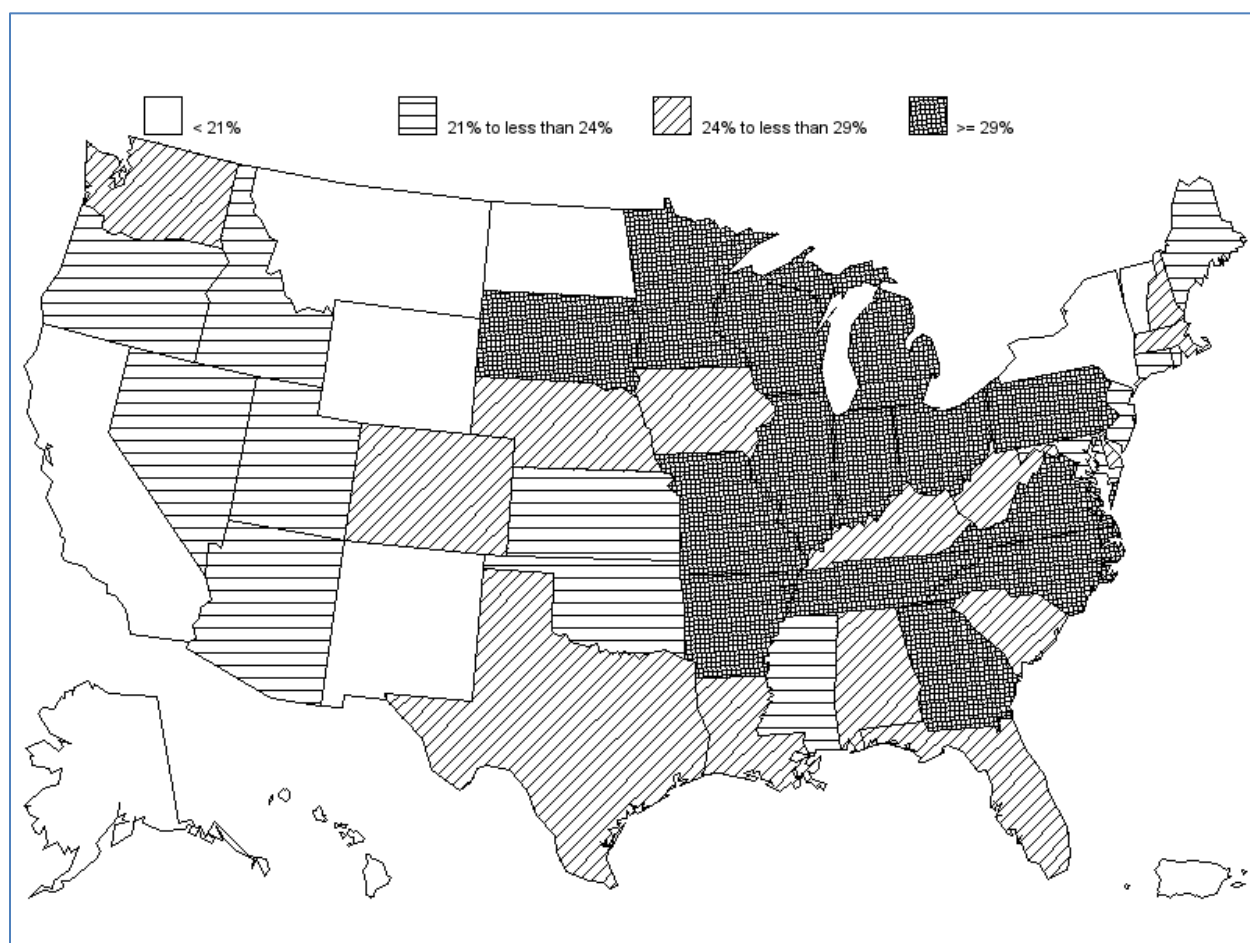 < 21%
21% to less than 24%
24% to less than 29%
>= 29%